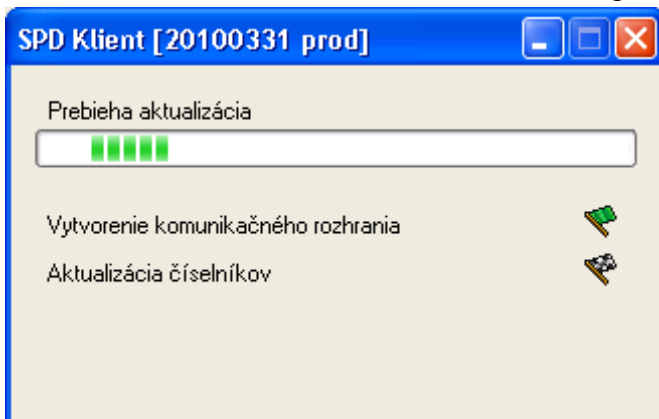 SPD Klient [20100331 prod]
Prebieha aktualizácia
Vytvorenie komunikačného rozhrania
Aktualizácia číselníkov